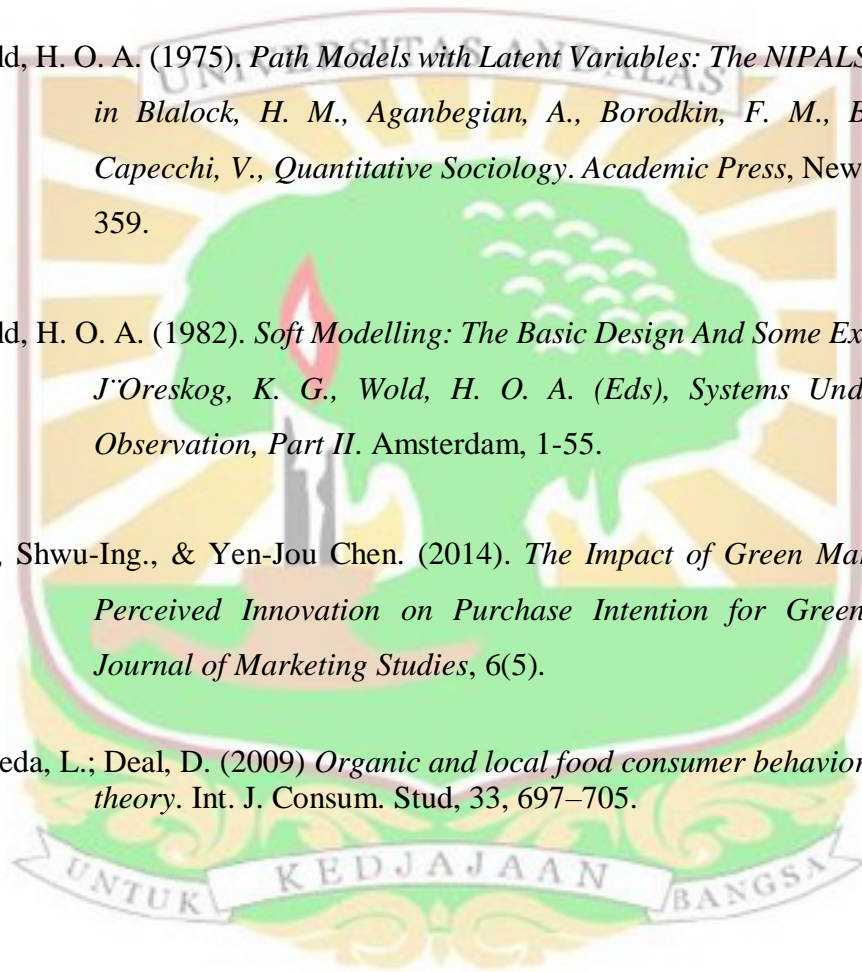 UNIVERSITAS ANDALAS
ld, H. O. A. (1975). Path Models with Latent Variables: The NIPALS
in Blalock, H. M., Aganbegian, A., Borodkin, F. M., B
Capecchi, V., Quantitative Sociology. Academic Press, New
359.
ld, H. O. A. (1982). Soft Modelling: The Basic Design And Some Ex
J¨Oreskog, K. G., Wold, H. O. A. (Eds), Systems Und
Observation, Part II. Amsterdam, 1-55.
, Shwu-Ing., & Yen-Jou Chen. (2014). The Impact of Green Mar
Perceived Innovation on Purchase Intention for Green
Journal of Marketing Studies, 6(5).
eda, L.; Deal, D. (2009) Organic and local food consumer behavior
theory. Int. J. Consum. Stud, 33, 697–705.
UNTUK KEDJAJAAN BANGSA